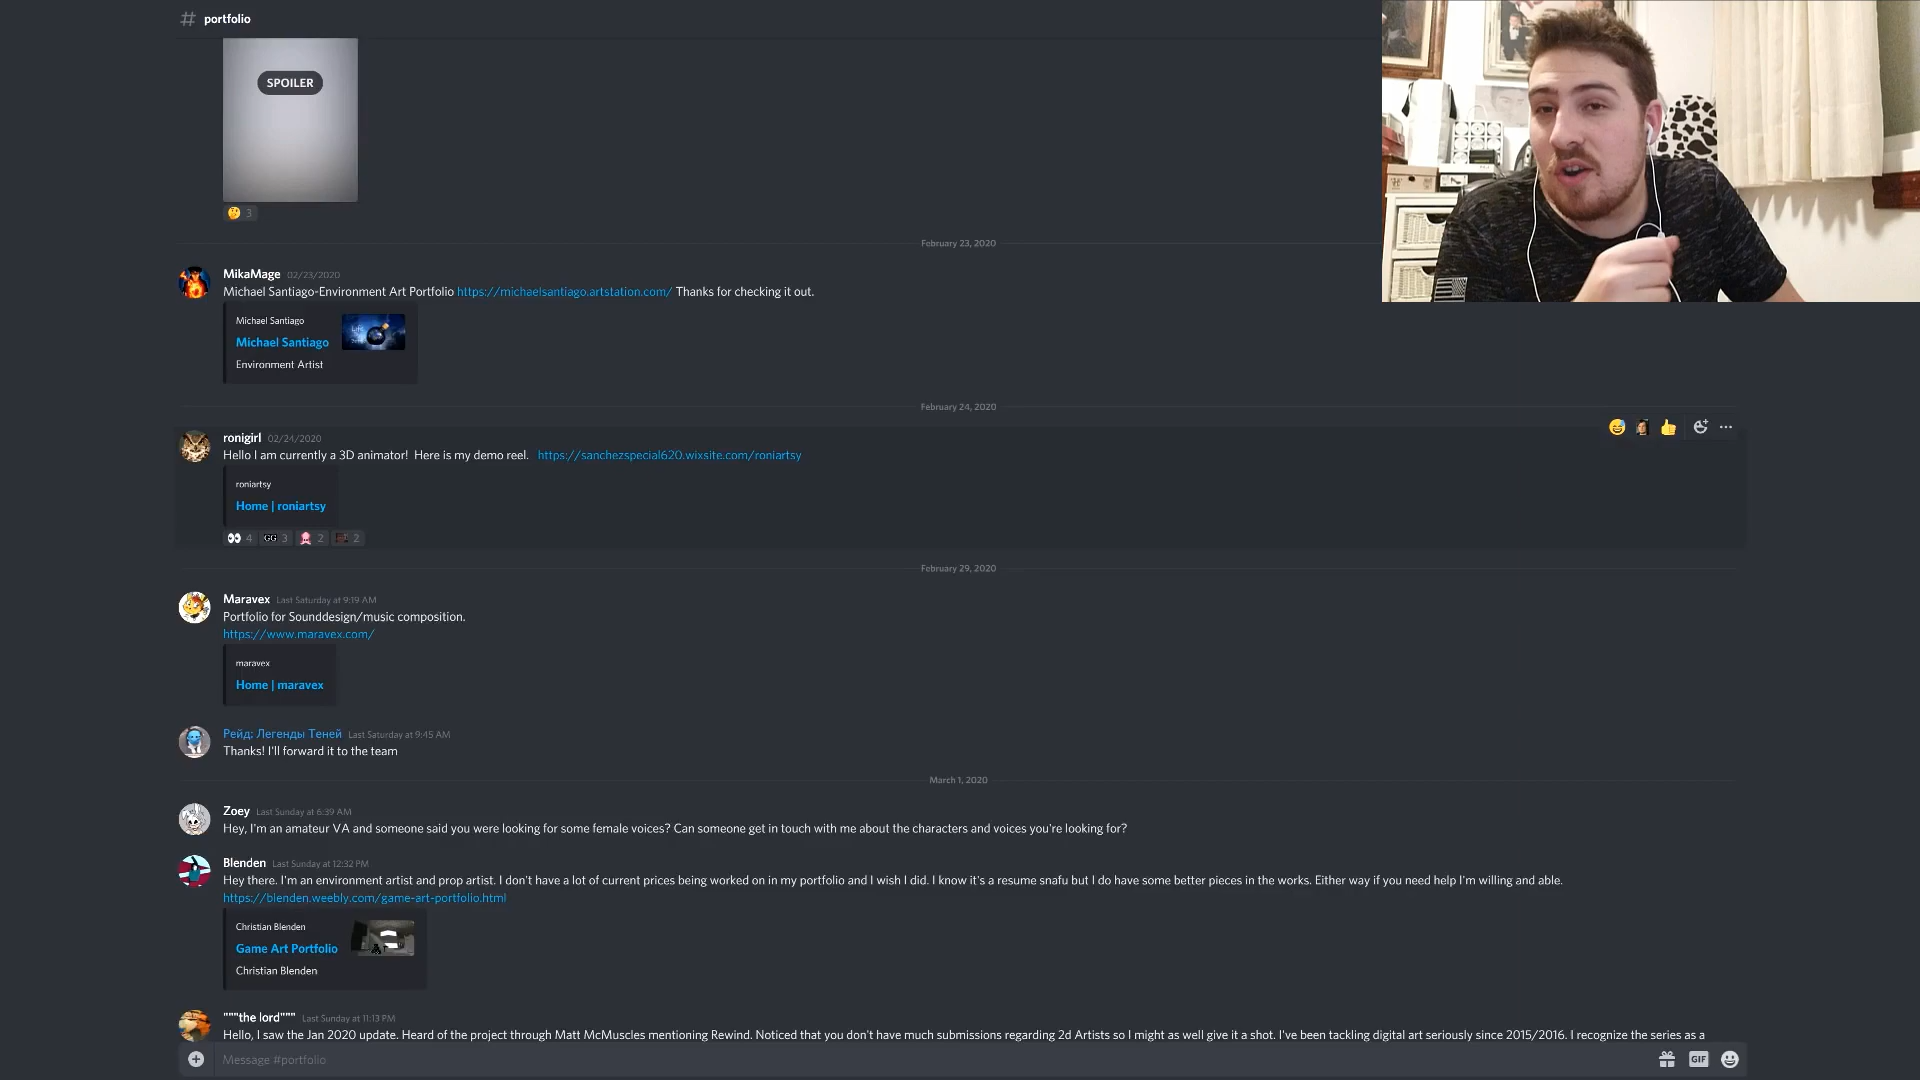 portfolio
SPOILER
3
February 23, 2020
MikaMage 02/23/2020
Michael Santiago-Environment Art Portfolio https://michaelsantiago.artstation.com/ Thanks for checking it out.
Michael Santiago
Michael Santiago
Environment Artist
February 24, 2020
ronigirl 02/24/2020
Hello I am currently a 3D animator! Here is my demo reel. https://sanchezspecial620.wixsite.com/roniartsy
roniartsy
Home | roniartsy
4 GG 3 2 2
February 29, 2020
Maravex Last Saturday at 9:19 AM
Portfolio for Sounddesign/music composition.
https://www.maravex.com/
maravex
Home | maravex
Рейд: Легенды Теней Last Saturday at 9:45 AM
Thanks! I'll forward it to the team
March 1, 2020
Zoey Last Sunday at 6:39 AM
Hey, I'm an amateur VA and someone said you were looking for some female voices? Can someone get in touch with me about the characters and voices you're looking for?
Blenden Last Sunday at 12:32 PM
Hey there. I'm an environment artist and prop artist. I don't have a lot of current prices being worked on in my portfolio and I wish I did. I know it's a resume snafu but I do have some better pieces in the works. Either way if you need help I'm willing and able.
https://blenden.weebly.com/game-art-portfolio.html
Christian Blenden
Game Art Portfolio
Christian Blenden
"""the lord""" Last Sunday at 11:13 PM
Hello, I saw the Jan 2020 update. Heard of the project through Matt McMuscles mentioning Rewind. Noticed that you don't have much submissions regarding 2d Artists so I might as well give it a shot. I've been tackling digital art seriously since 2015/2016. I recognize the series as a
Message #portfolio
GIF